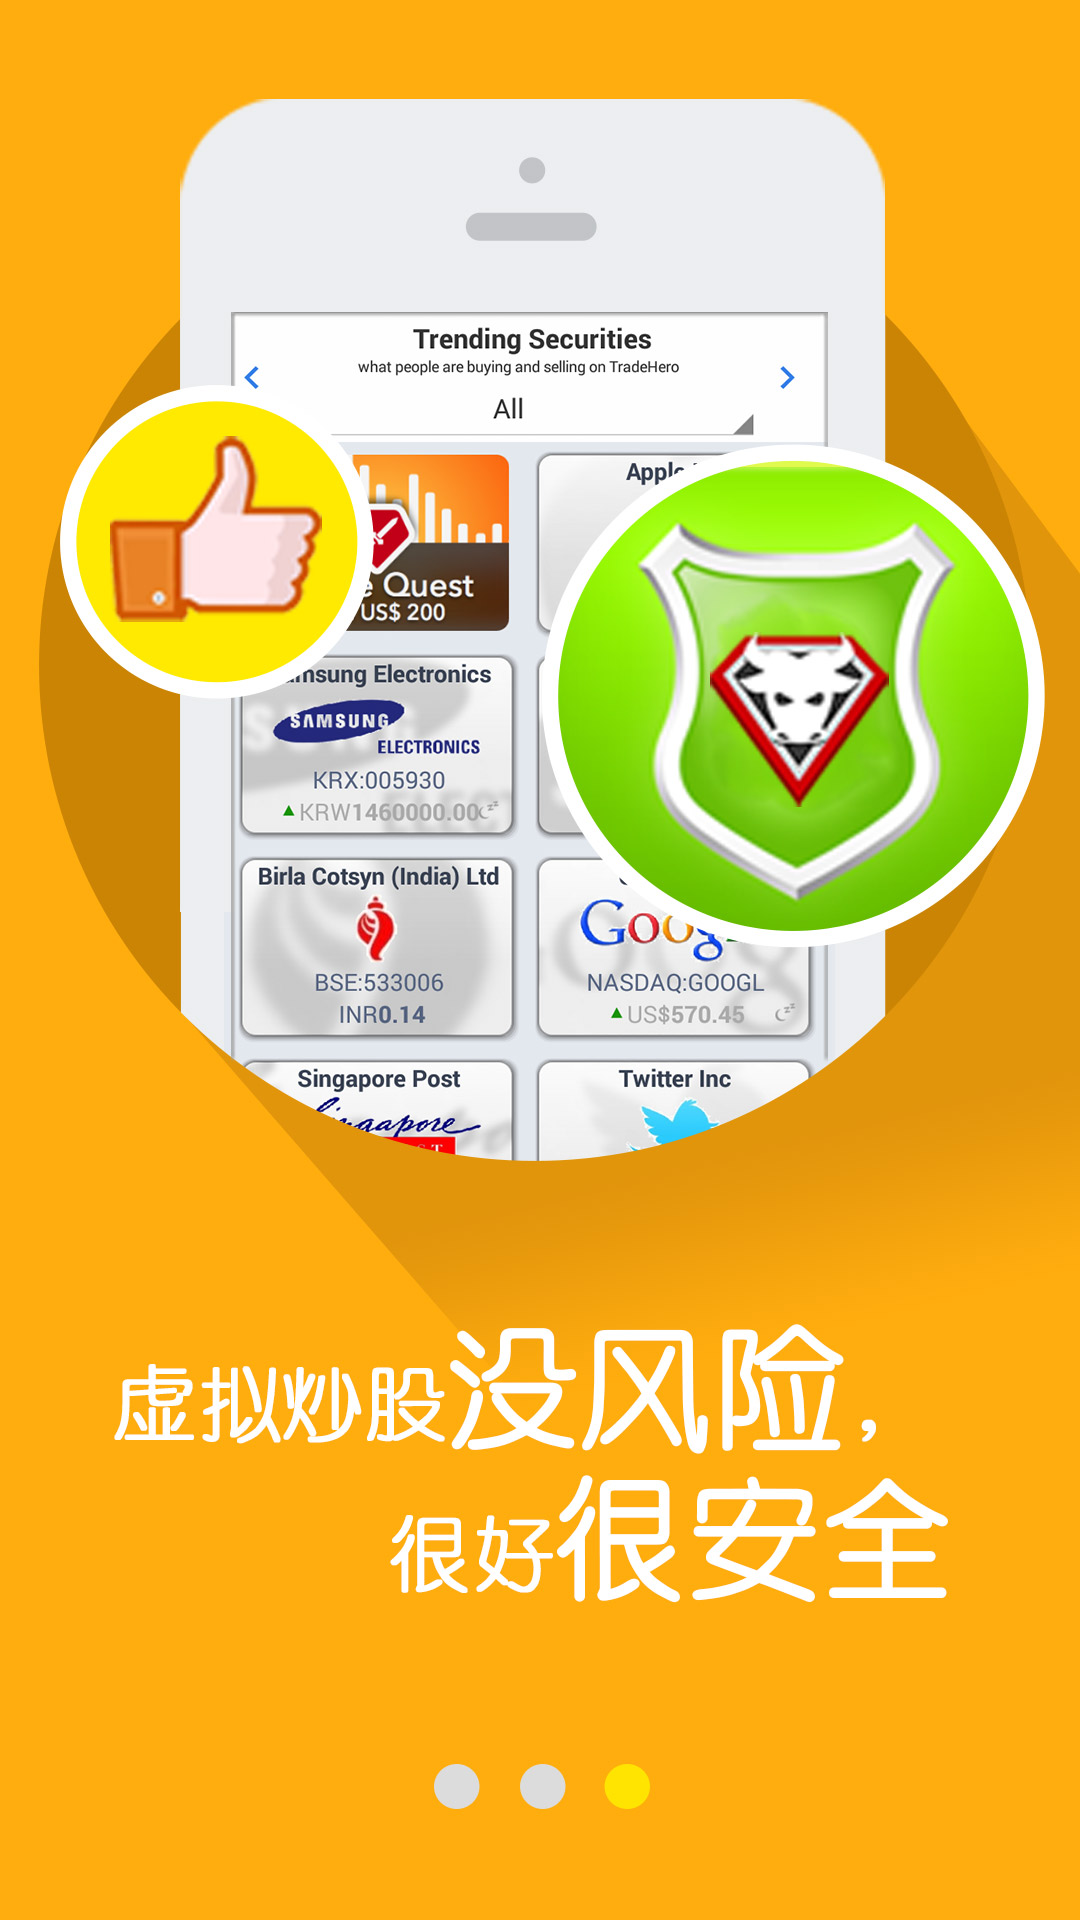 Trending Securities
what people are buying and selling on TradeHero
All
Quest
US$ 200
Samsung Electronics
SAMSUNG
ELECTRONICS
KRX:005930
KRW1460000.00
Birla Cotsyn (India) Ltd
BSE:533006
INR0.14
Google
NASDAQ:GOOGL
US$570.45
Singapore Post
Singapore
Twitter Inc
虚拟炒股没风险，
很好很安全